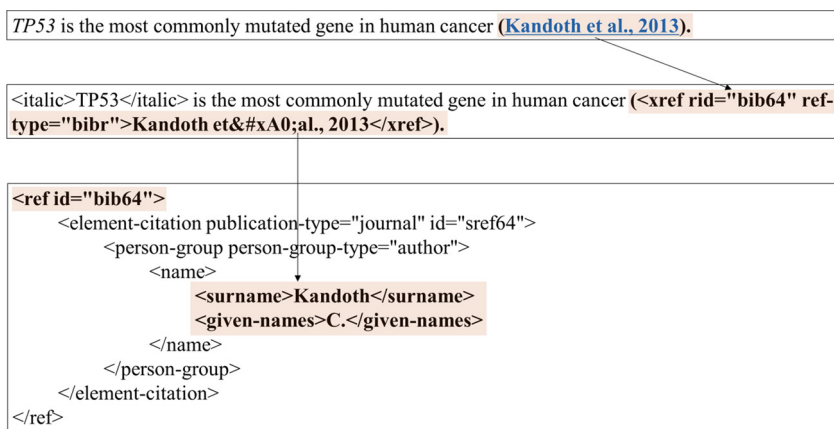 TP53 is the most commonly mutated gene in human cancer (Kandoth et al., 2013).
<italic>TP53</italic> is the most commonly mutated gene in human cancer (<xref rid="bib64" ref-
type="bibr">Kandoth et&#xA0;al., 2013</xref>).
<ref id="bib64">
<element-citation publication-type="journal" id="sref64">
<person-group person-group-type="author">
<name>
<surname>Kandoth</surname>
<given-names>C.</given-names>
</name>
</person-group>
</element-citation>
</ref>